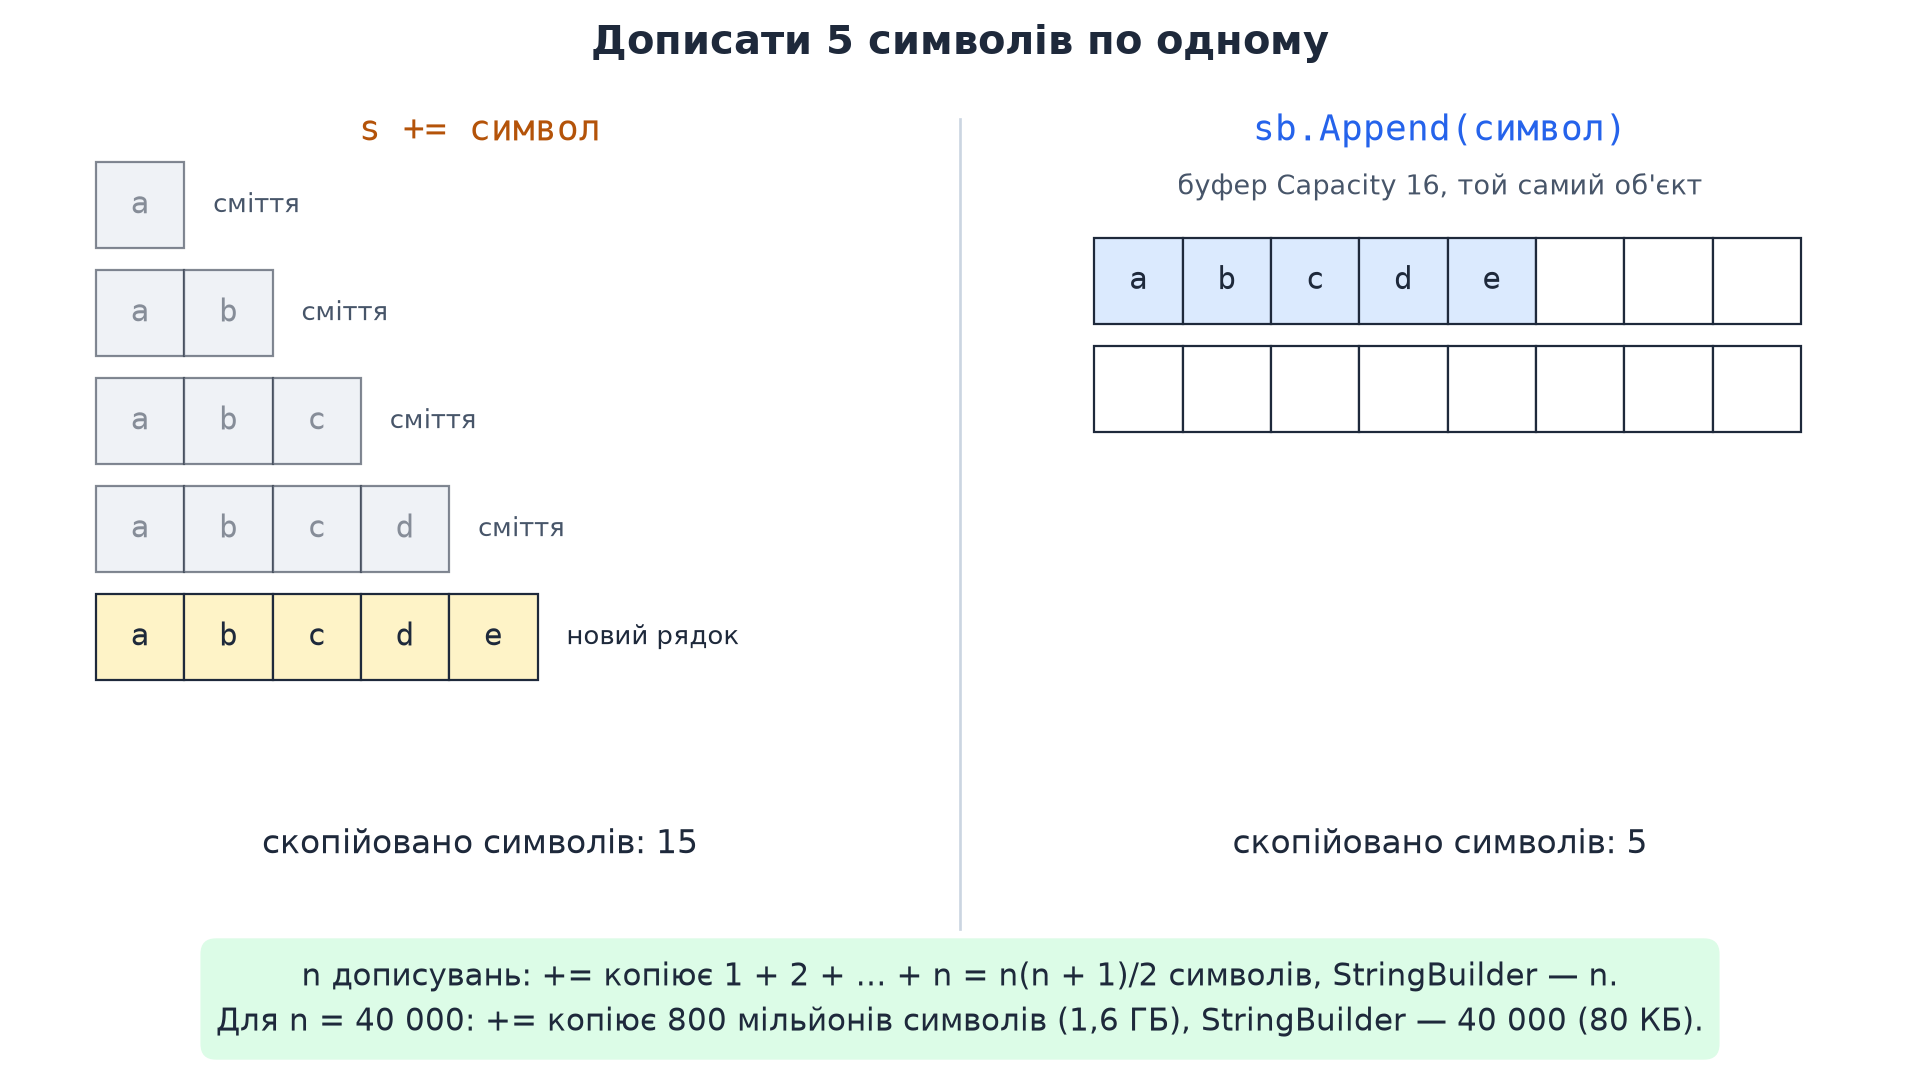 Дописати 5 символів по одному
s += символ
a сміття
a b сміття
a b c сміття
a b c d сміття
a b c d e новий рядок
скопійовано символів: 15
sb.Append(символ)
буфер Capacity 16, той самий об'єкт
a b c d e
скопійовано символів: 5
n дописувань: += копіює 1 + 2 + … + n = n(n + 1)/2 символів, StringBuilder — n.
Для n = 40 000: += копіює 800 мільйонів символів (1,6 ГБ), StringBuilder — 40 000 (80 КБ).